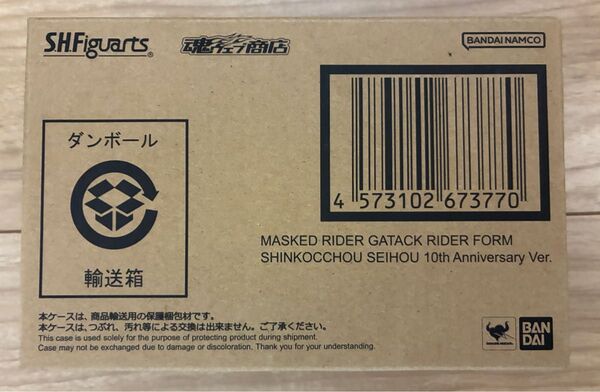 S.H.Figuarts®
魂ウェブ商店
BANDAI NAMCO
ダンボール
輸送箱
4 573102 673770
MASKED RIDER GATACK RIDER FORM
SHINKOCCHOU SEIHOU 10th Anniversary Ver.
本ケースは、商品輸送用の保護梱包材です。
本ケースは、つぶれ、汚れ等による交換は出来ません。ご了承ください。
This case is used solely for the purpose of protecting product during shipment.
Case may not be exchanged due to damage or discoloration. Thank you for your understanding.
BAN
DAI